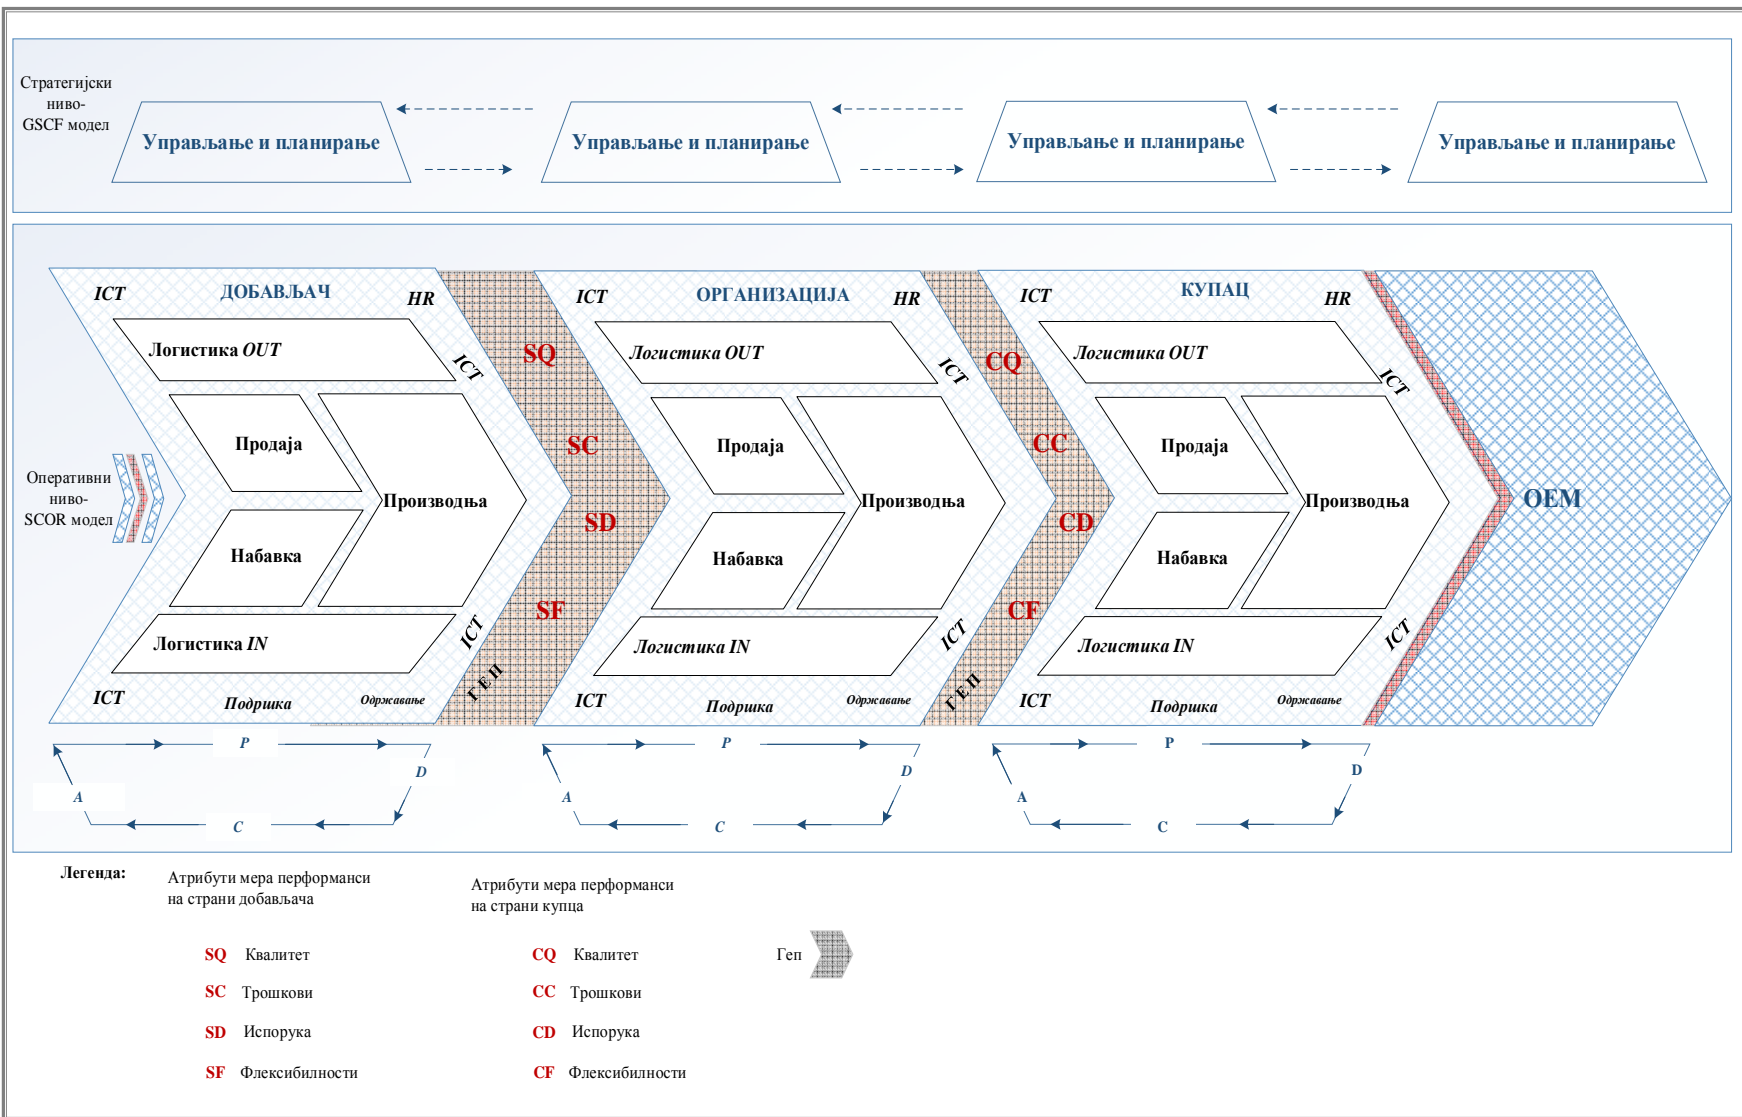 Стратегијски
ниво-
GSCF модел
Управљање и планирање
Управљање и планирање
Управљање и планирање
Управљање и планирање
Оперативни
ниво-
SCOR модел
ICT
ДОБАВЉАЧ
HR
Логистика OUT
ICT
Продаја
Производња
Набавка
Логистика IN
ICT
ICT
Подршка
Одржавање
SQ
SC
SD
SF
ГЕП
ICT
ОРГАНИЗАЦИЈА
HR
Логистика OUT
ICT
Продаја
Производња
Набавка
Логистика IN
ICT
ICT
Подршка
Одржавање
CQ
CC
CD
CF
ГЕП
ICT
КУПАЦ
HR
Логистика OUT
ICT
Продаја
Производња
Набавка
Логистика IN
ICT
ICT
Подршка
Одржавање
OEM
P
D
C
A
P
D
C
A
P
D
C
A
Легенда:
Атрибути мера перформанси
на страни добављача
SQ Квалитет
SC Трошкови
SD Испорука
SF Флексибилности
Атрибути мера перформанси
на страни купца
CQ Квалитет
CC Трошкови
CD Испорука
CF Флексибилности
Геп